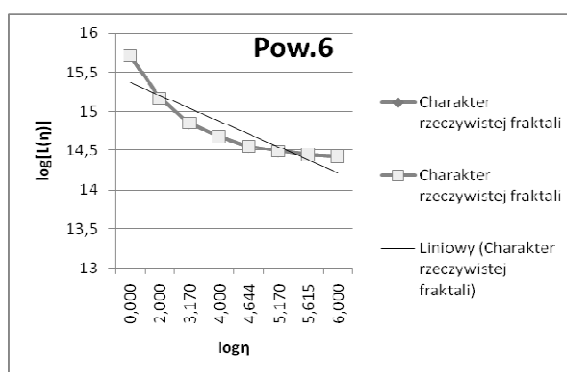 Pow.6
16
15,5
15
14,5
14
13,5
13
log[L(η)]
0,000
2,000
3,170
4,000
4,644
5,170
5,615
6,000
logη
Charakter
rzeczywistej fraktali
Charakter
rzeczywistej fraktali
Liniowy (Charakter
rzeczywistej
fraktali)